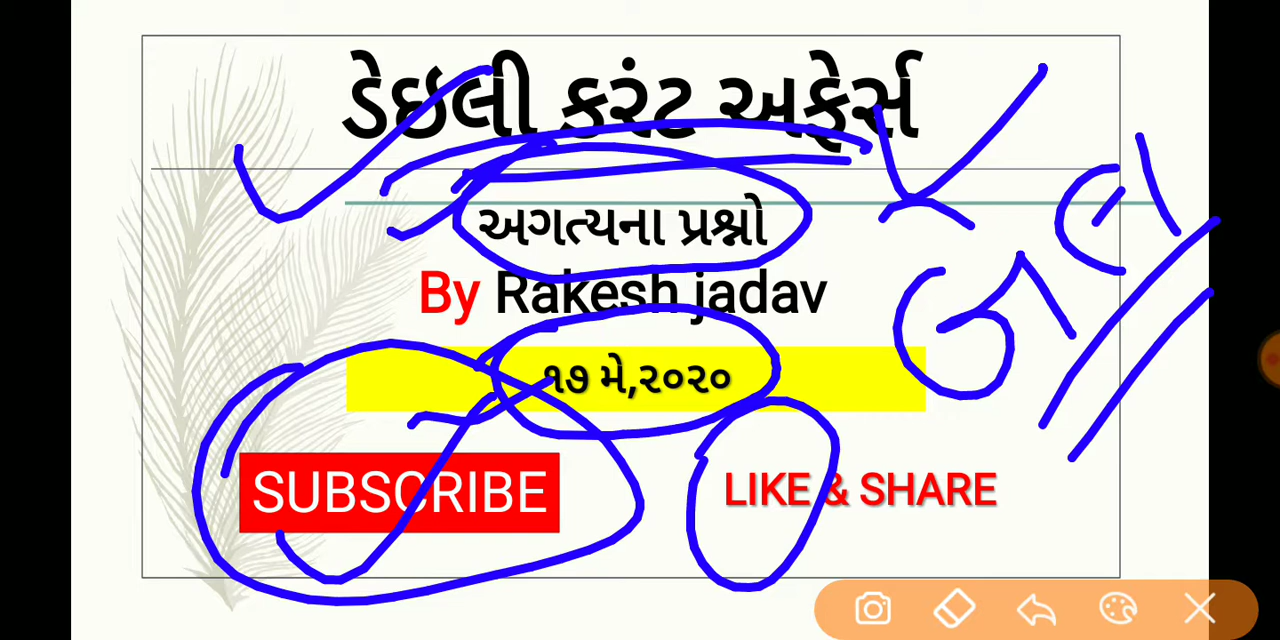 ડેઇલી કરંટ અફેર્સ
અગત્યના પ્રશ્નો
By Rakesh jadav
૧૭ મે,૨૦૨૦
SUBSCRIBE
LIKE & SHARE